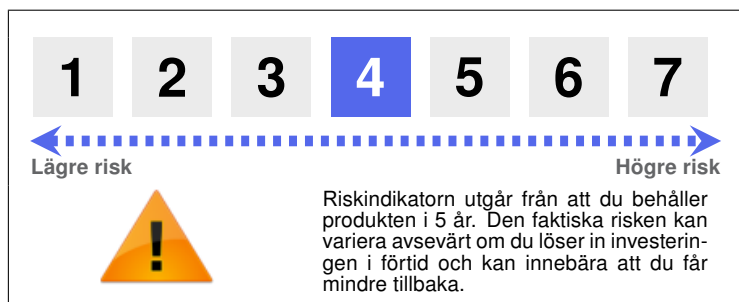 1 2 3 4 5 6 7
Lägre risk Högre risk
Riskindikatorn utgår från att du behåller
produkten i 5 år. Den faktiska risken kan
variera avsevärt om du löser in investerin-
gen i förtid och kan innebära att du får
mindre tillbaka.